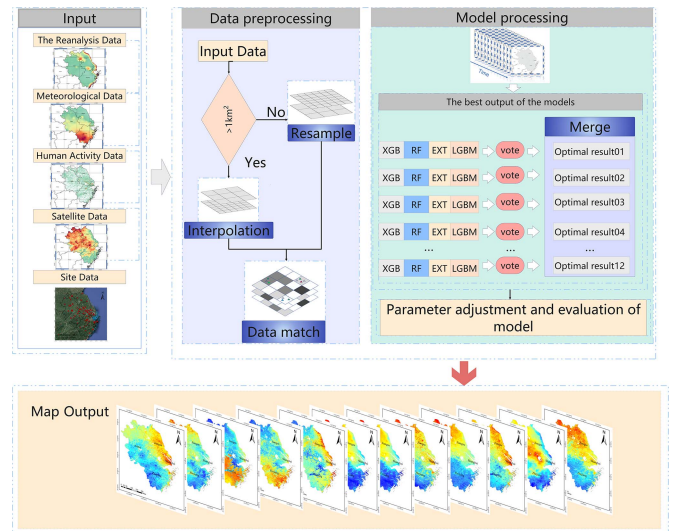 Input
The Reanalysis Data
Meteorological Data
Human Activity Data
Satellite Data
Site Data
Data preprocessing
Input Data
>1km²
No
Resample
Yes
Interpolation
Data match
Model processing
Time
The best output of the models
Merge
XGB RF EXT LGBM vote Optimal result01
XGB RF EXT LGBM vote Optimal result02
XGB RF EXT LGBM vote Optimal result03
XGB RF EXT LGBM vote Optimal result04
... ... ...
XGB RF EXT LGBM vote Optimal result12
Parameter adjustment and evaluation of
model
Map Output